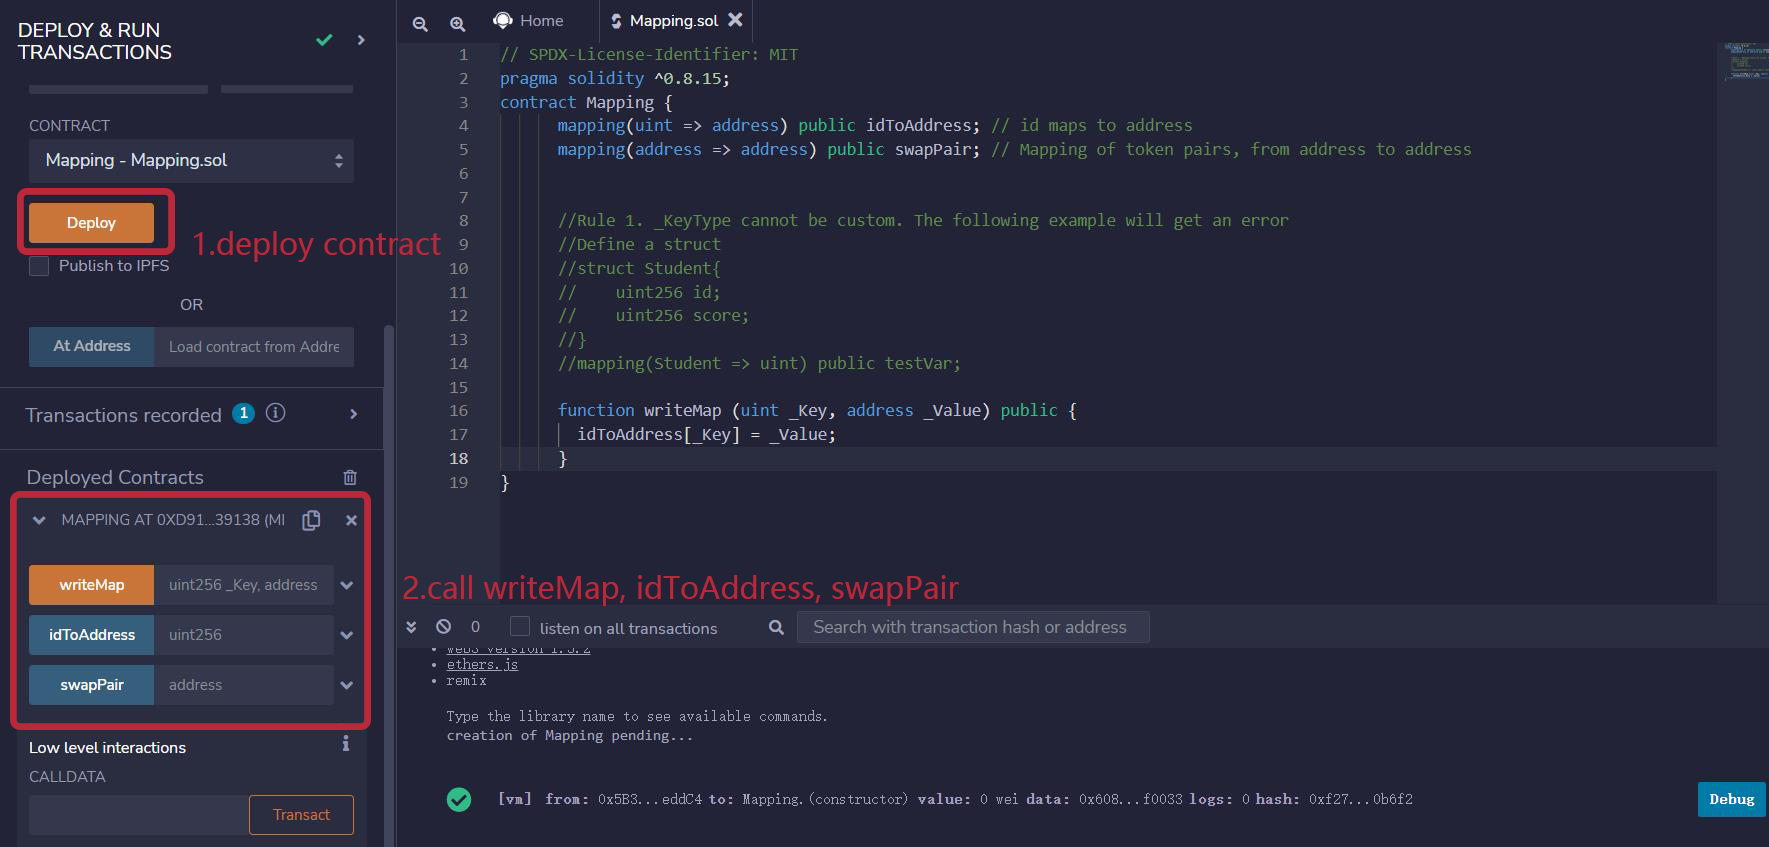 DEPLOY & RUN
TRANSACTIONS
CONTRACT
Mapping - Mapping.sol
Deploy
1.deploy contract
Publish to IPFS
OR
At Address
Load contract from Addre
Transactions recorded 1 i
Deployed Contracts
MAPPING AT 0XD91...39138 (MI
writeMap
uint256 _Key, address
idToAddress
uint256
swapPair
address
Low level interactions
i
CALLDATA
Transact
Home
Mapping.sol
1 // SPDX-License-Identifier: MIT
2 pragma solidity ^0.8.15;
3 contract Mapping {
4 mapping(uint => address) public idToAddress; // id maps to address
5 mapping(address => address) public swapPair; // Mapping of token pairs, from address to address
6
7
8 //Rule 1. _KeyType cannot be custom. The following example will get an error
9 //Define a struct
10 //struct Student{
11 //    uint256 id;
12 //    uint256 score;
13 //}
14 //mapping(Student => uint) public testVar;
15
16 function writeMap (uint _Key, address _Value) public {
17 idToAddress[_Key] = _Value;
18 }
19 }
2.call writeMap, idToAddress, swapPair
0
listen on all transactions
Search with transaction hash or address
• web3 version 1.5.2
• ethers.js
• remix
Type the library name to see available commands.
creation of Mapping pending...
[vm] from: 0x5B3...eddC4 to: Mapping.(constructor) value: 0 wei data: 0x608...f0033 logs: 0 hash: 0xf27...0b6f2
Debug